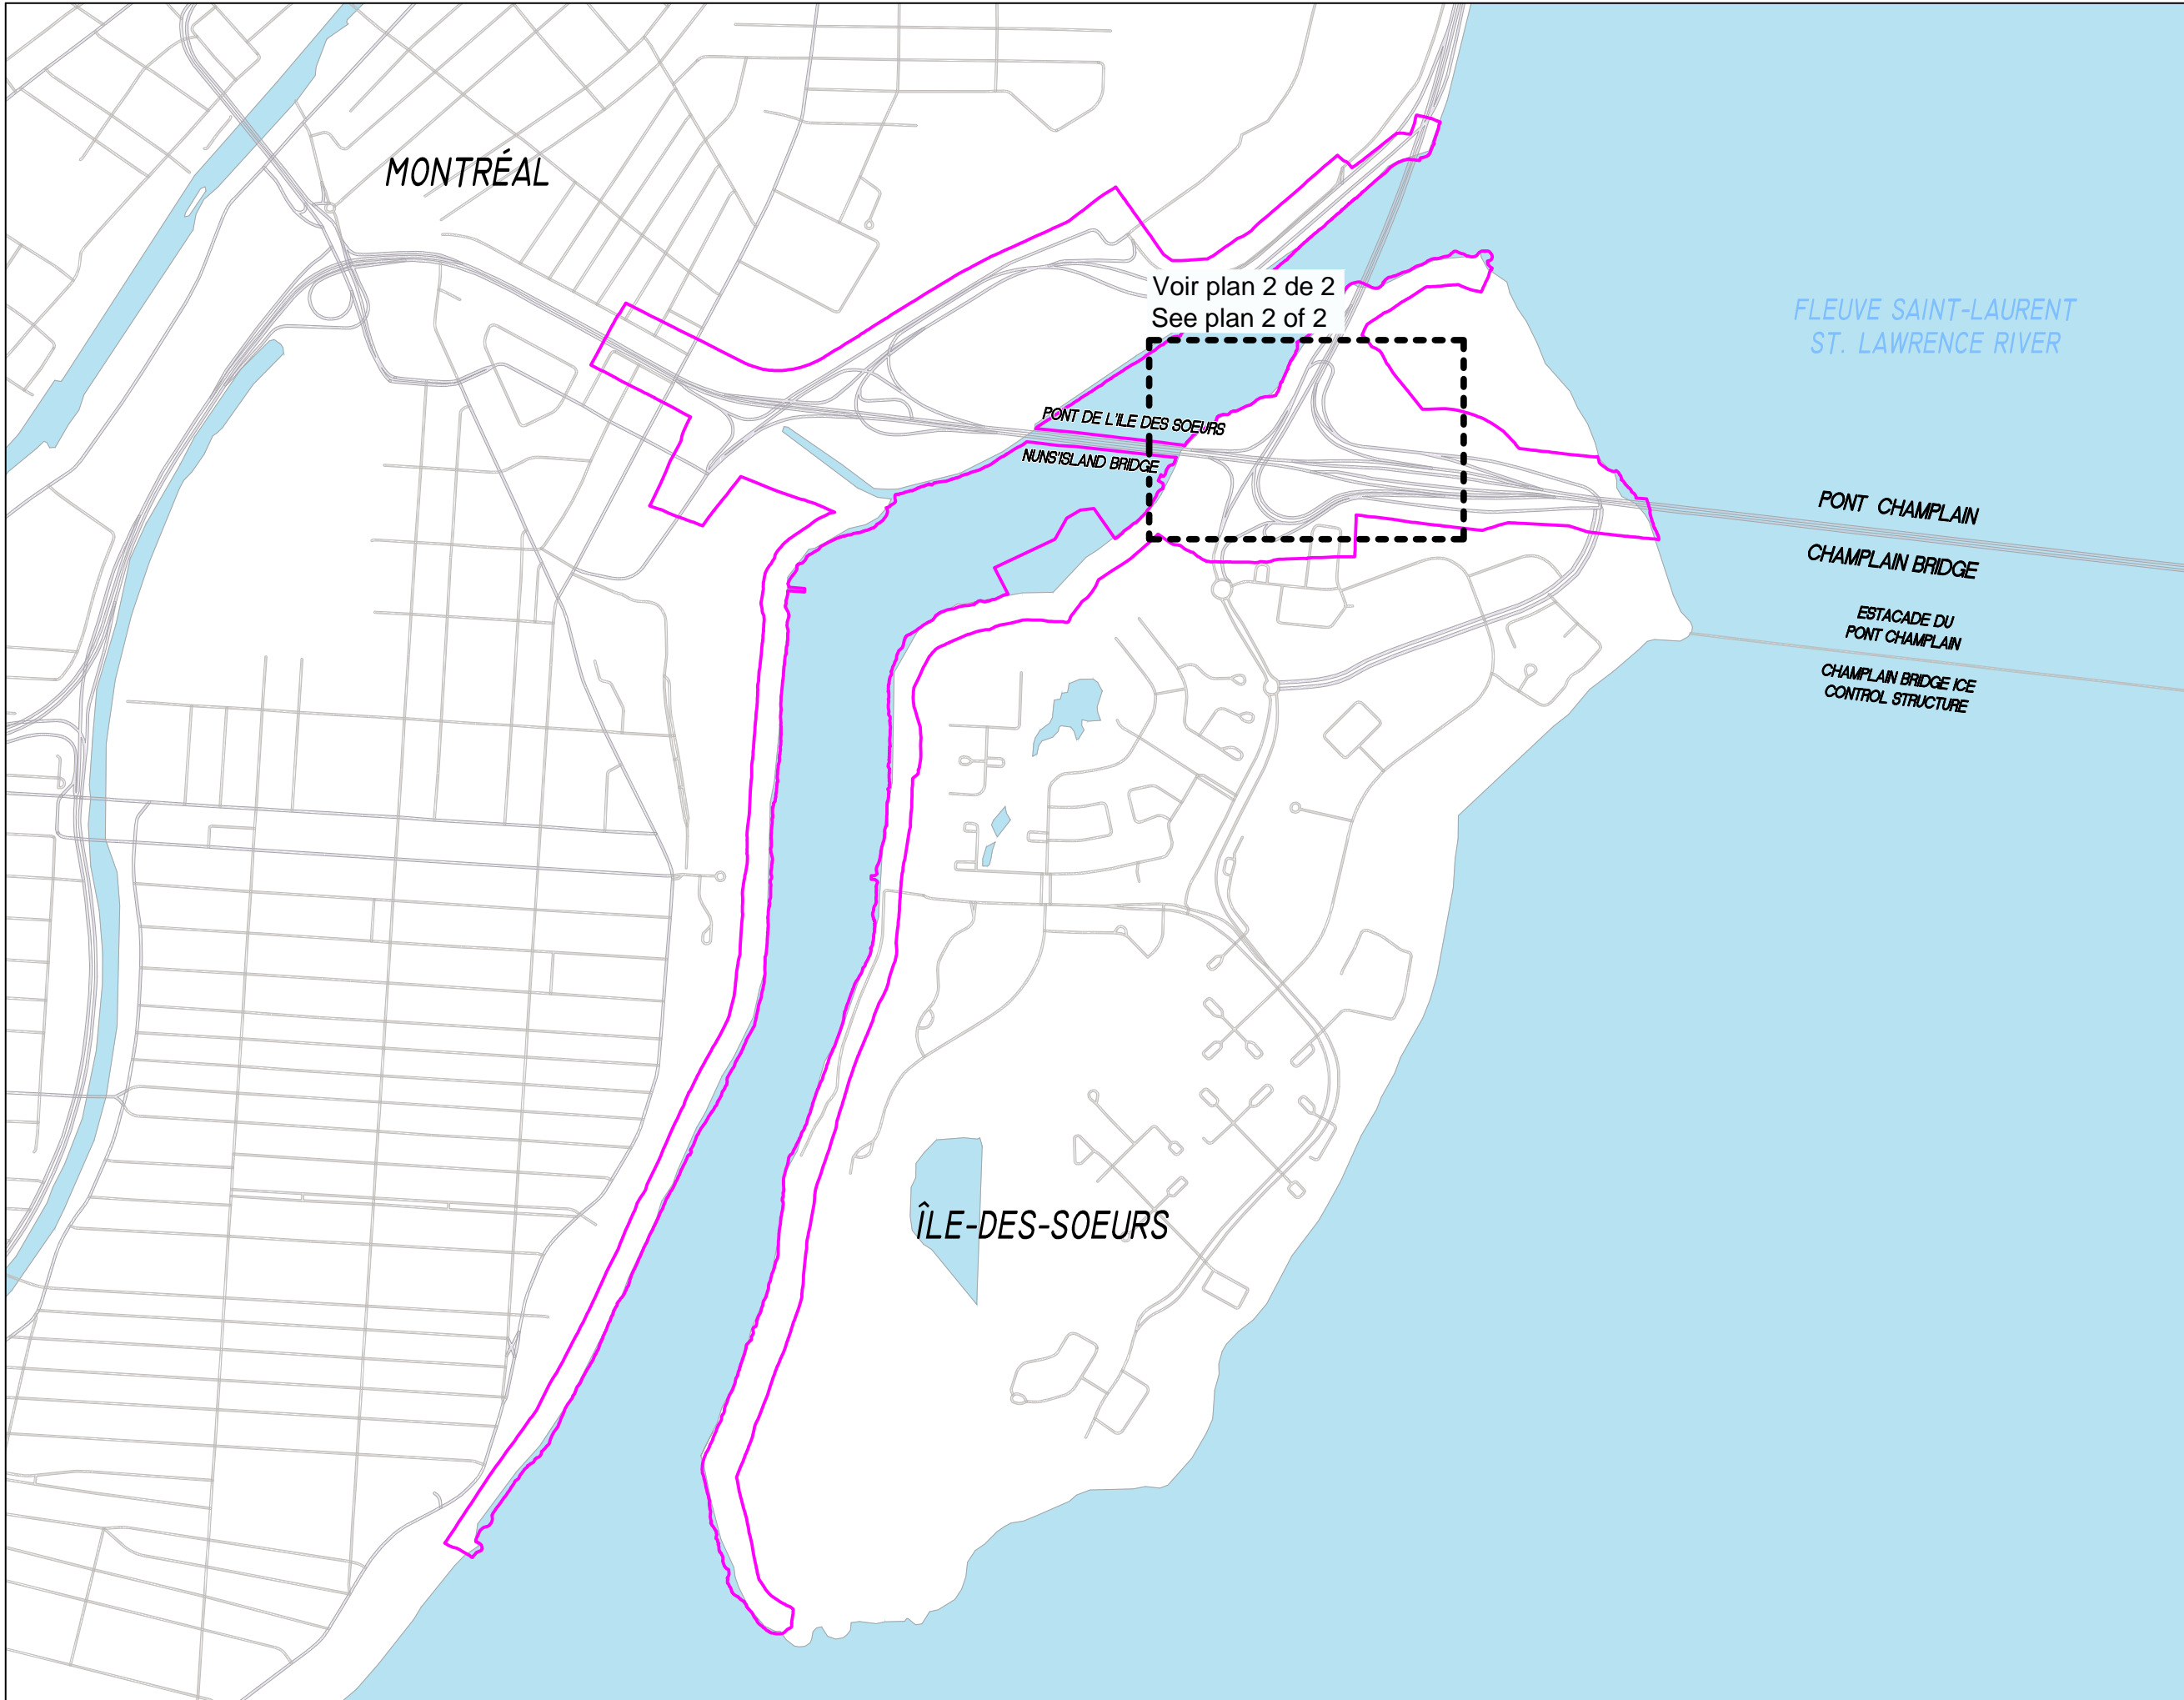 MONTRÉAL
Voir plan 2 de 2
See plan 2 of 2
FLEUVE SAINT-LAURENT
ST. LAWRENCE RIVER
PONT DE L'ILE DES SOEURS
NUNS'ISLAND BRIDGE
PONT CHAMPLAIN
CHAMPLAIN BRIDGE
ESTACADE DU
PONT CHAMPLAIN
CHAMPLAIN BRIDGE ICE
CONTROL STRUCTURE
ÎLE-DES-SOEURS